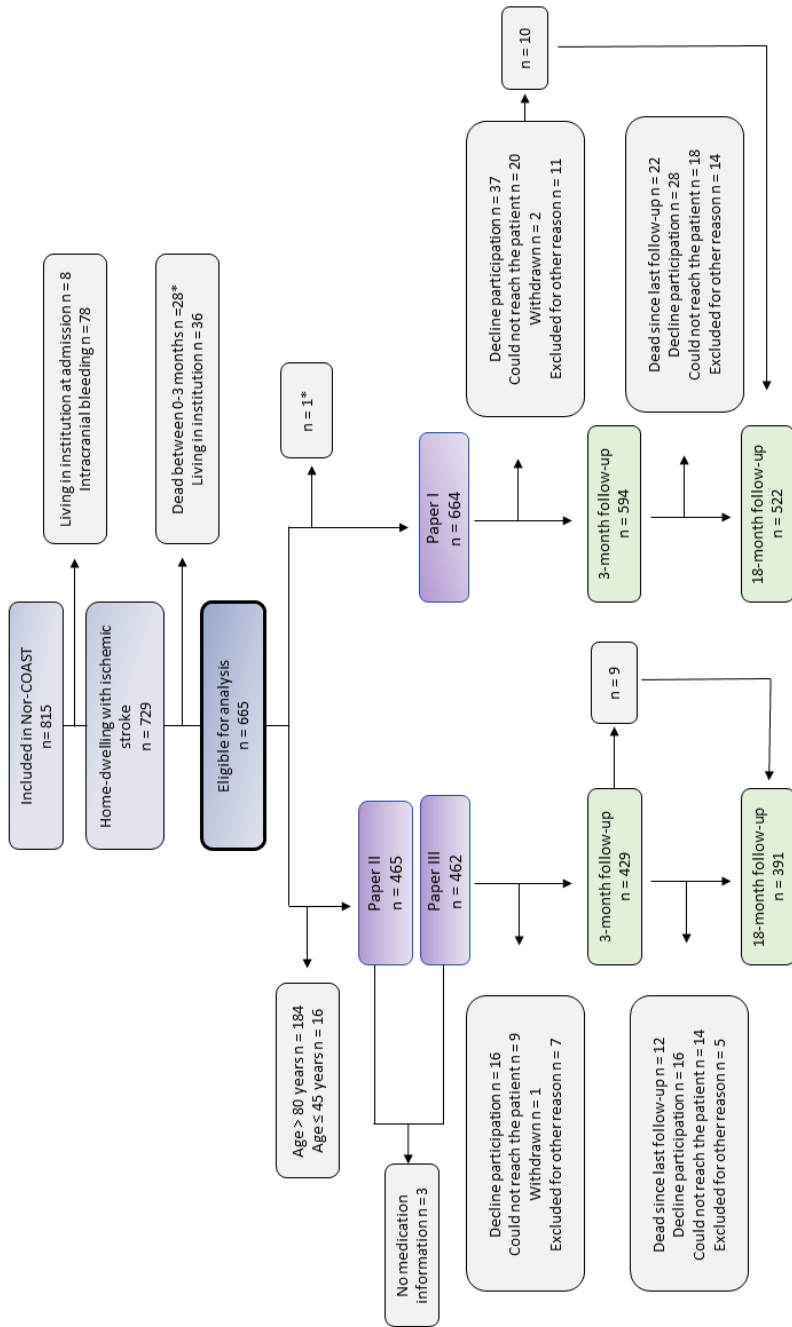 Included in Nor-COAST
n= 815
Living in institution at admission n = 8
Intracranial bleeding n = 78
Home-dwelling with ischemic
stroke
n = 729
Dead between 0-3 months n =28*
Living in institution n = 36
Eligible for analysis
n = 665
Age > 80 years n = 184
Age ≤ 45 years n = 16
n = 1*
Paper II
n = 465
Paper III
n = 462
No medication
information n = 3
Paper I
n = 664
Decline participation n = 16
Could not reach the patient n = 9
Withdrawn n = 1
Excluded for other reason n = 7
Decline participation n = 37
Could not reach the patient n = 20
Withdrawn n = 2
Excluded for other reason n = 11
n = 10
3-month follow-up
n = 429
n = 9
3-month follow-up
n = 594
Dead since last follow-up n = 12
Decline participation n = 16
Could not reach the patient n = 14
Excluded for other reason n = 5
Dead since last follow-up n = 22
Decline participation n = 28
Could not reach the patient n = 18
Excluded for other reason n = 14
18-month follow-up
n = 391
18-month follow-up
n = 522